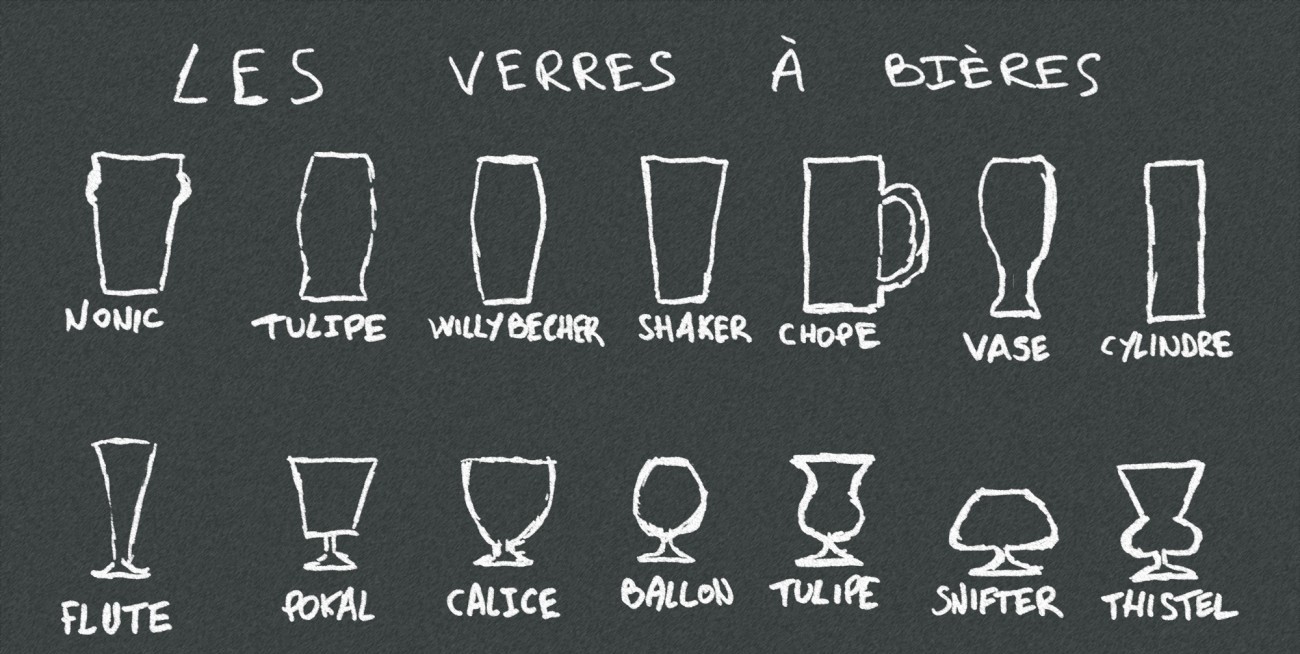 LES VERRES À BIÈRES
NONIC TULIPE WILLYBECHER SHAKER CHOPE VASE CYLINDRE
FLUTE POKAL CALICE BALLON TULIPE SNIFTER THISTEL